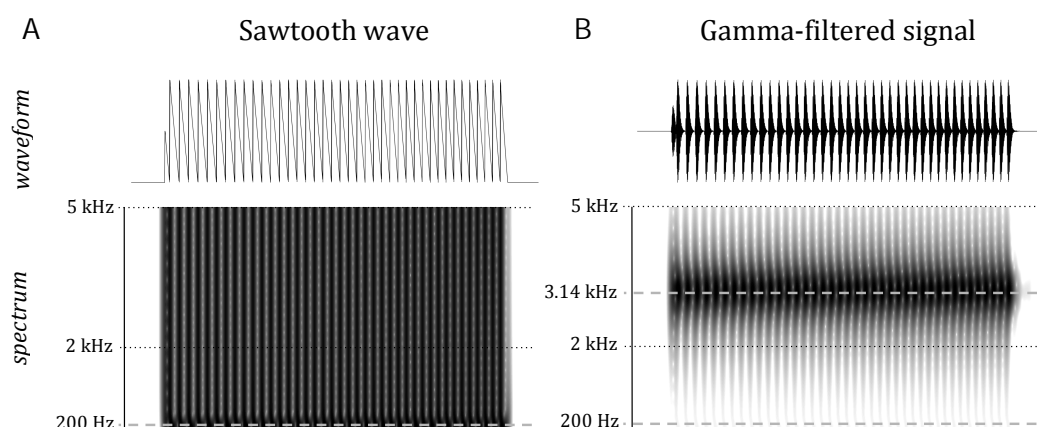 A Sawtooth wave B Gamma-filtered signal
waveform
5 kHz 5 kHz
3.14 kHz
spectrum
2 kHz 2 kHz
200 Hz 200 Hz